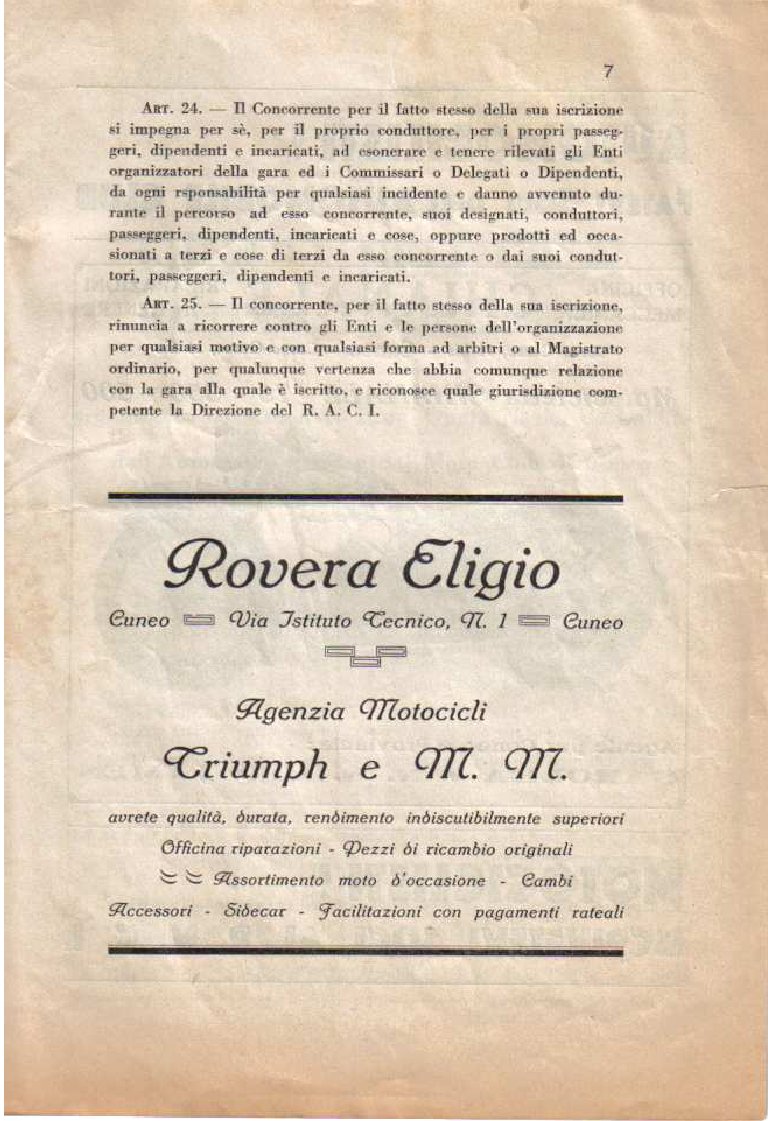 7
ART. 24. — Il Concorrente per il fatto stesso della sua iscrizione
si impegna per sè, per il proprio conduttore, per i propri passeg-
geri, dipendenti e incaricati, ad esonerare e tenere rilevati gli Enti
organizzatori della gara ed i Commissari o Delegati o Dipendenti,
da ogni rsponsabilità per qualsiasi incidente e danno avvenuto du-
rante il percorso ad esso concorrente, suoi designati, conduttori,
passeggeri, dipendenti, incaricati e cose, oppure prodotti ed occa-
sionati a terzi e cose di terzi da esso concorrente o dai suoi condut-
tori, passeggeri, dipendenti e incaricati.
ART. 25. — Il concorrente, per il fatto stesso della sua iscrizione,
rinuncia a ricorrere contro gli Enti e le persone dell'organizzazione
per qualsiasi motivo e con qualsiasi forma ad arbitri o al Magistrato
ordinario, per qualunque vertenza che abbia comunque relazione
con la gara alla quale è iscritto, e riconosce quale giurisdizione com-
petente la Direzione del R. A. C. I.
Rovera Eligio
Cuneo Via Istituto Tecnico, N. 1 Cuneo
Agenzia Motocicli
Triumph e M. M.
avrete qualità, durata, rendimento indiscutibilmente superiori
Officina riparazioni - Pezzi di ricambio originali
Assortimento moto d'occasione - Cambi
Accessori - Sidecar - Facilitazioni con pagamenti rateali